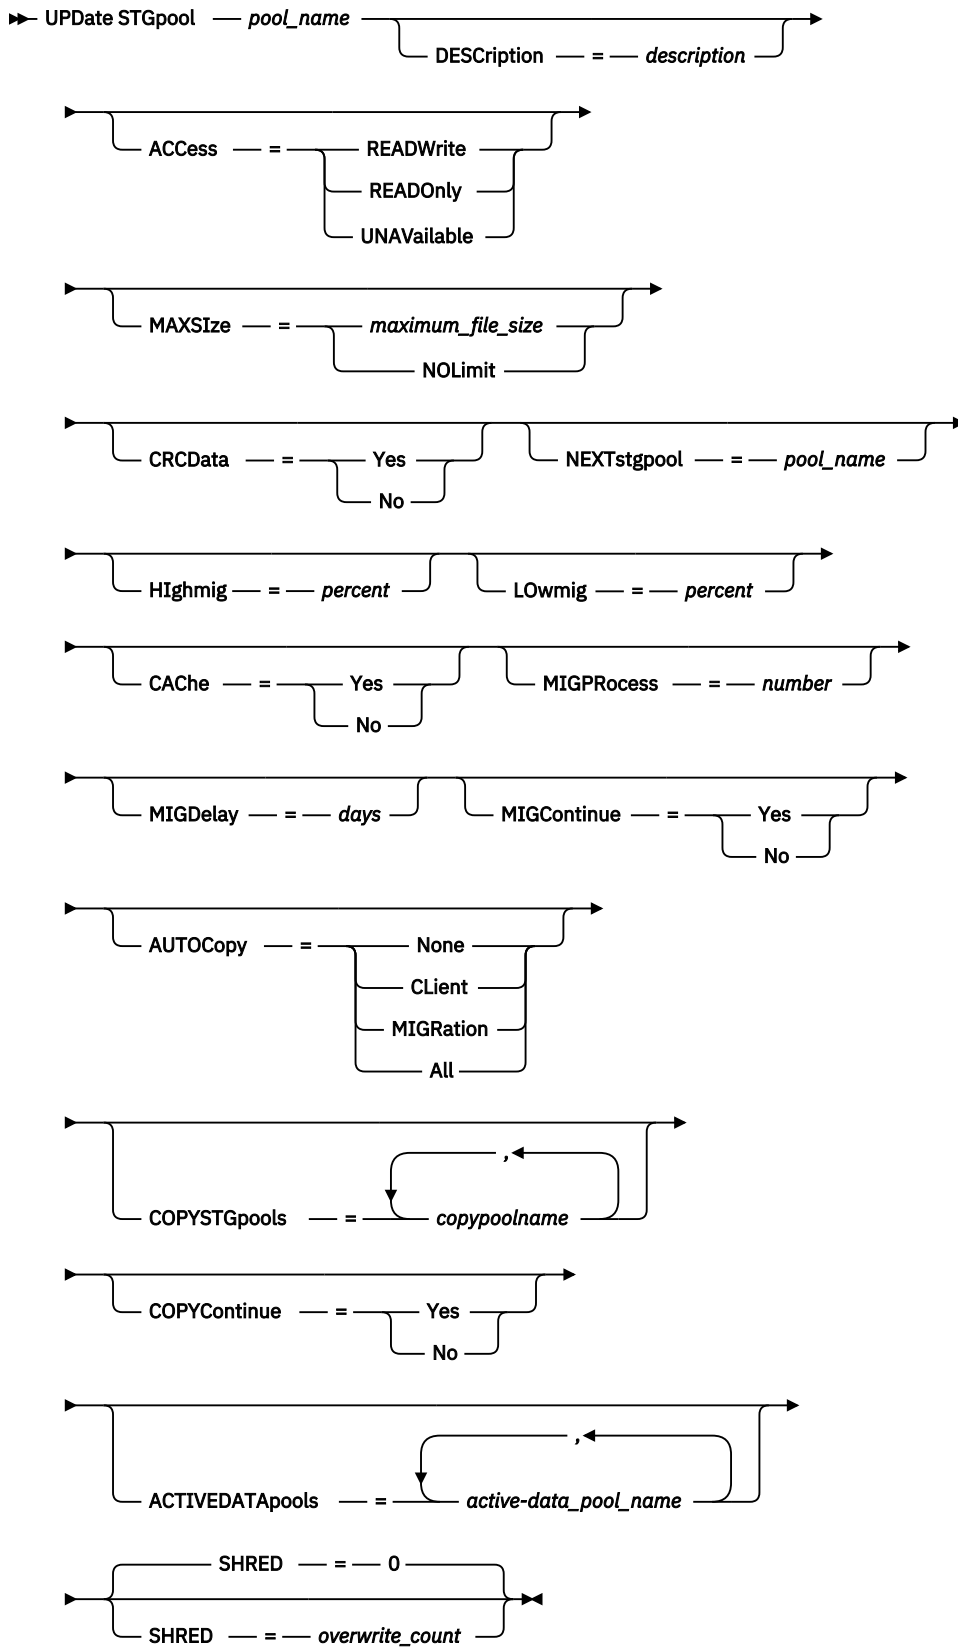 UPDate STGpool pool_name
DESCription = description
ACCess = READWrite
READOnly
UNAVailable
MAXSIze = maximum_file_size
NOLimit
CRCData = Yes NEXTstgpool = pool_name
No
HIghmig = percent LOwmig = percent
CAChe = Yes MIGPRocess = number
No
MIGDelay = days MIGContinue = Yes
No
AUTOCopy = None
CLient
MIGRation
All
,
COPYSTGpools = copypoolname
COPYContinue = Yes
No
,
ACTIVEDATApools = active-data_pool_name
SHRED = 0
SHRED = overwrite_count